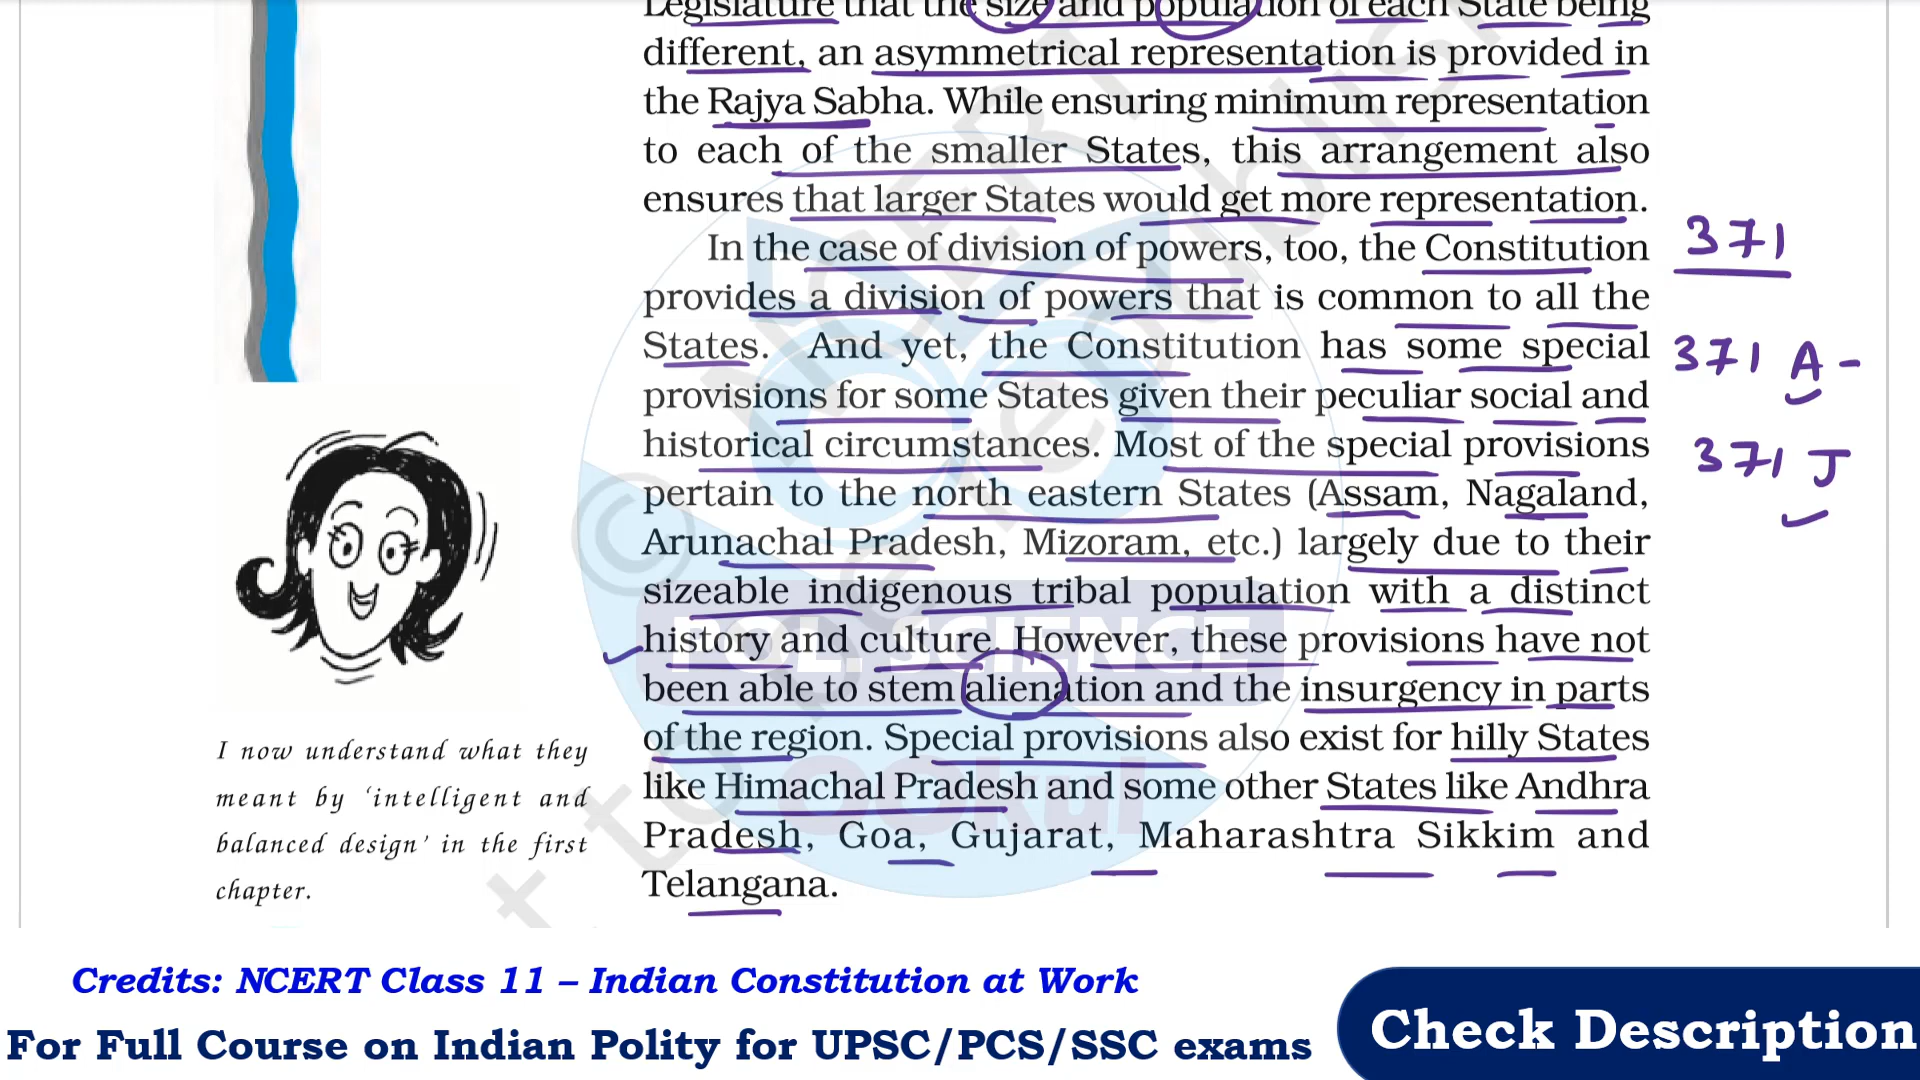 Legislature that the size and population of each State being
different, an asymmetrical representation is provided in
the Rajya Sabha. While ensuring minimum representation
to each of the smaller States, this arrangement also
ensures that larger States would get more representation.
In the case of division of powers, too, the Constitution
provides a division of powers that is common to all the
States. And yet, the Constitution has some special
provisions for some States given their peculiar social and
historical circumstances. Most of the special provisions
pertain to the north eastern States (Assam, Nagaland,
Arunachal Pradesh, Mizoram, etc.) largely due to their
sizeable indigenous tribal population with a distinct
history and culture. However, these provisions have not
been able to stem alienation and the insurgency in parts
of the region. Special provisions also exist for hilly States
like Himachal Pradesh and some other States like Andhra
Pradesh, Goa, Gujarat, Maharashtra Sikkim and
Telangana.
371
371 A -
371 J
I now understand what they
meant by ‘intelligent and
balanced design’ in the first
chapter.
POL. SCIENCE
Credits: NCERT Class 11 – Indian Constitution at Work
For Full Course on Indian Polity for UPSC/PCS/SSC exams
Check Description